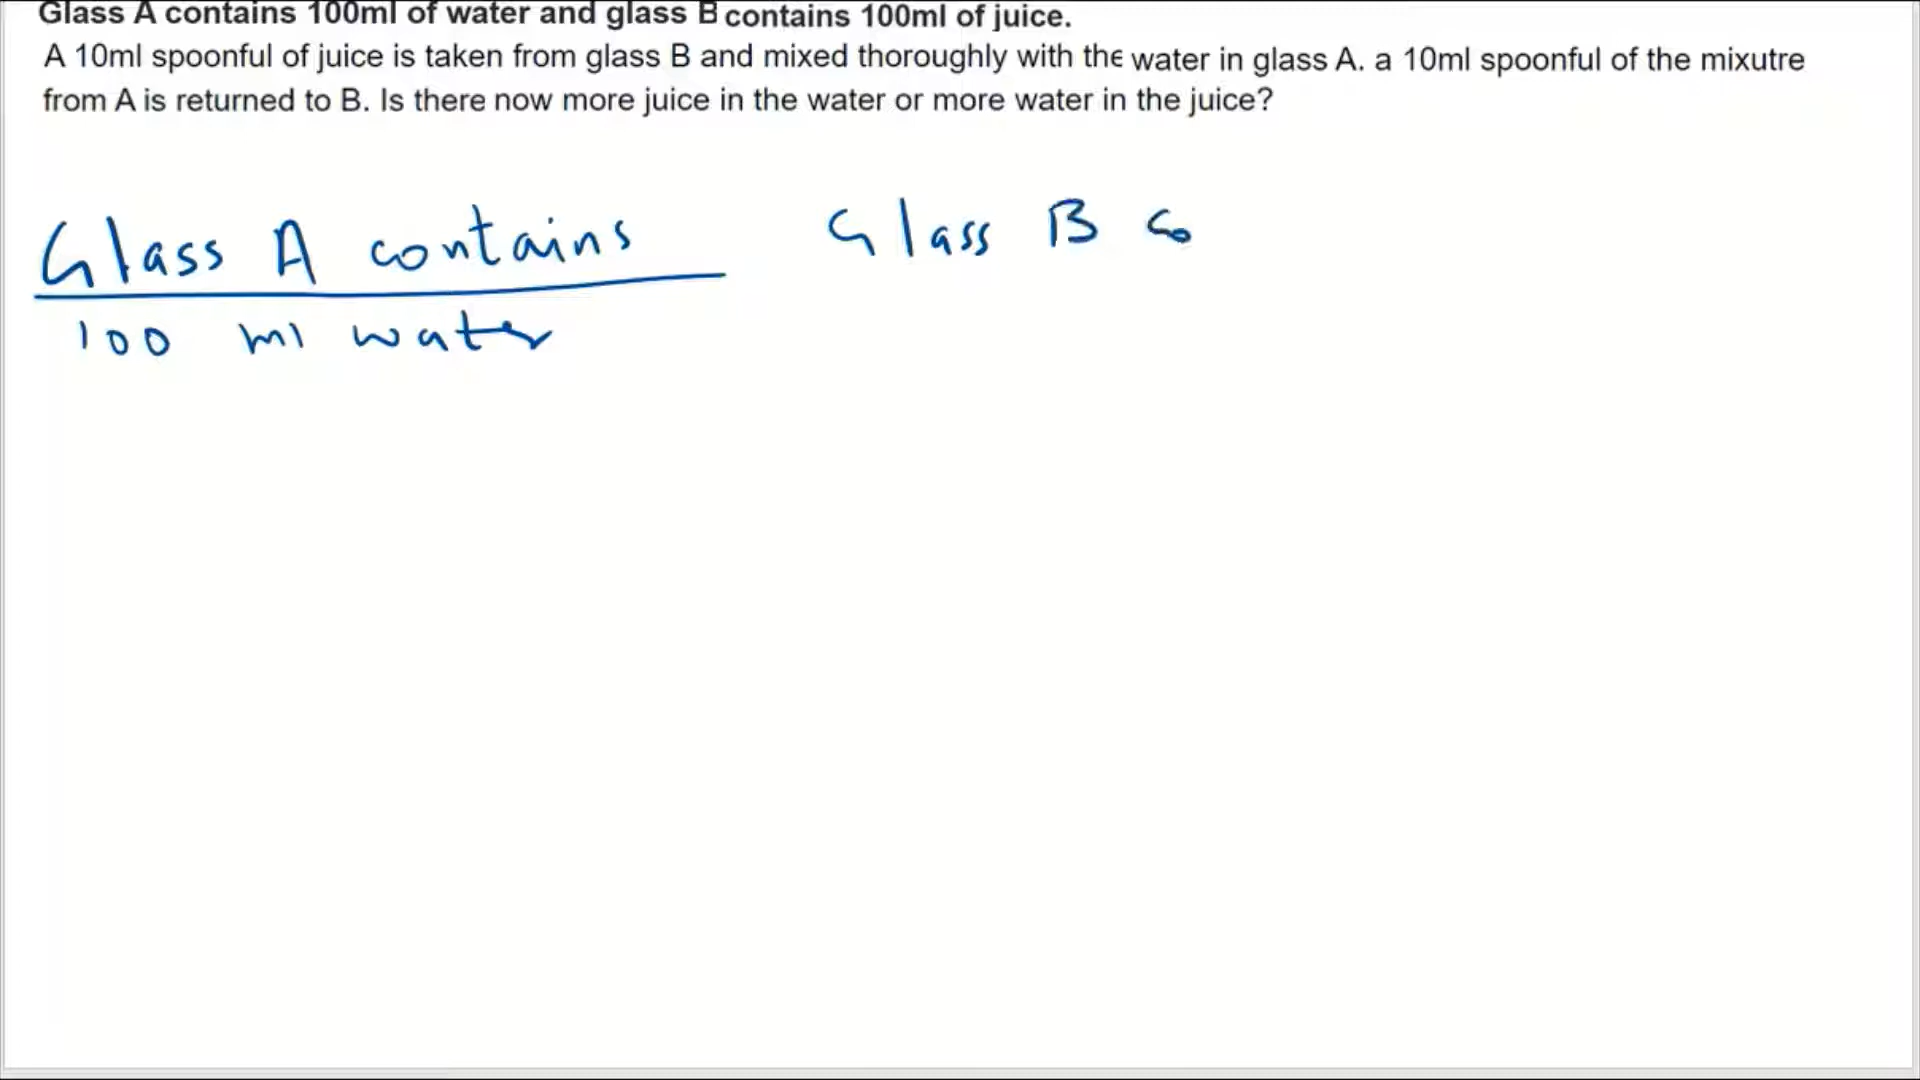 Glass A contains 100ml of water and glass B contains 100ml of juice.
A 10ml spoonful of juice is taken from glass B and mixed thoroughly with the water in glass A. a 10ml spoonful of the mixutre
from A is returned to B. Is there now more juice in the water or more water in the juice?
Glass A contains
Glass B co
100 ml water